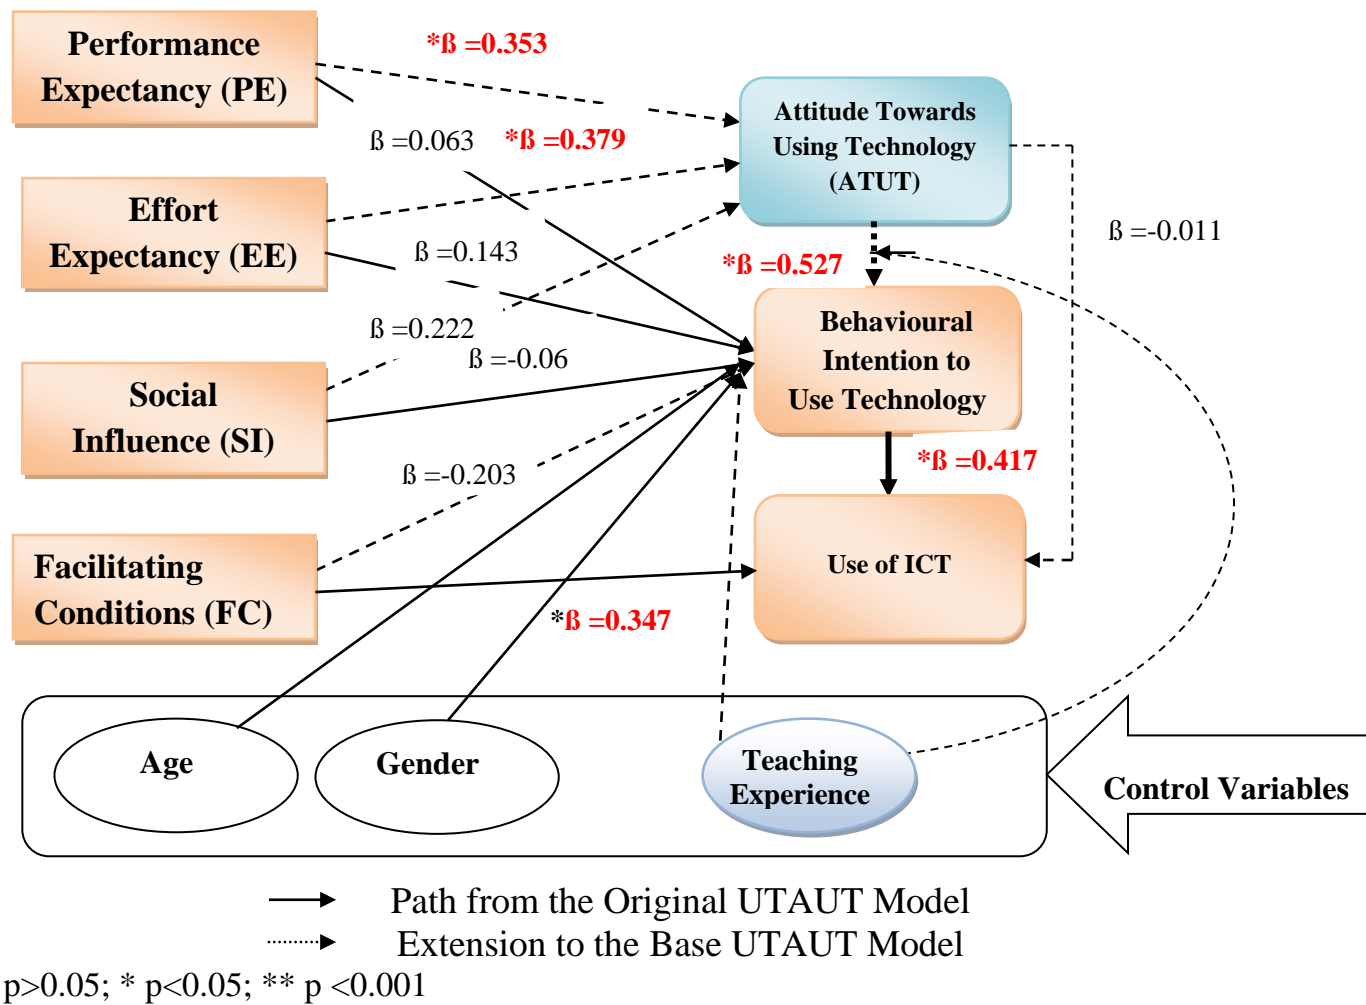 Performance
Expectancy (PE)
*ß =0.353
Attitude Towards
Using Technology
(ATUT)
ß =0.063
*ß =0.379
Effort
Expectancy (EE)
ß =0.143
ß =-0.011
*ß =0.527
Behavioural
Intention to
Use Technology
ß =0.222
ß =-0.06
Social
Influence (SI)
*ß =0.417
ß =-0.203
Facilitating
Conditions (FC)
Use of ICT
*ß =0.347
Age
Gender
Teaching
Experience
Control Variables
Path from the Original UTAUT Model
Extension to the Base UTAUT Model
p>0.05; * p<0.05; ** p <0.001